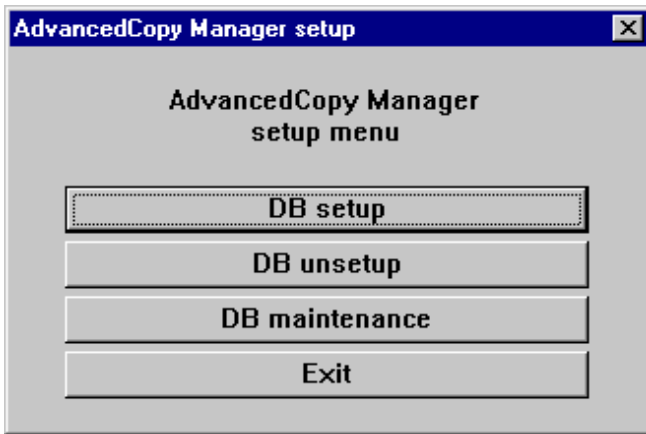 AdvancedCopy Manager setup
AdvancedCopy Manager
setup menu
DB setup
DB unsetup
DB maintenance
Exit